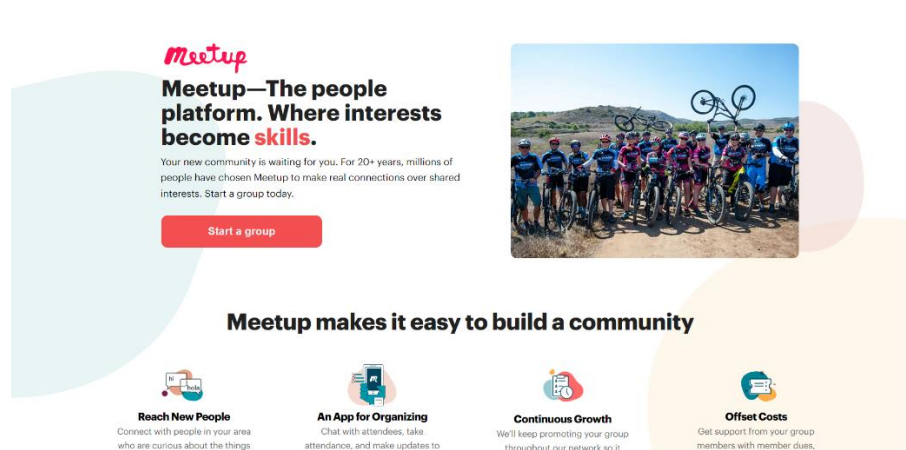 meetup
Meetup—The people
platform. Where interests
become skills.
Your new community is waiting for you. For 20+ years, millions of
people have chosen Meetup to make real connections over shared
interests. Start a group today.
Start a group
Meetup makes it easy to build a community
hi
hola
Reach New People
Connect with people in your area
who are curious about the things
An App for Organizing
Chat with attendees, take
attendance, and make updates to
Continuous Growth
We'll keep promoting your group
throughout our network so it
Offset Costs
Get support from your group
members with member dues,